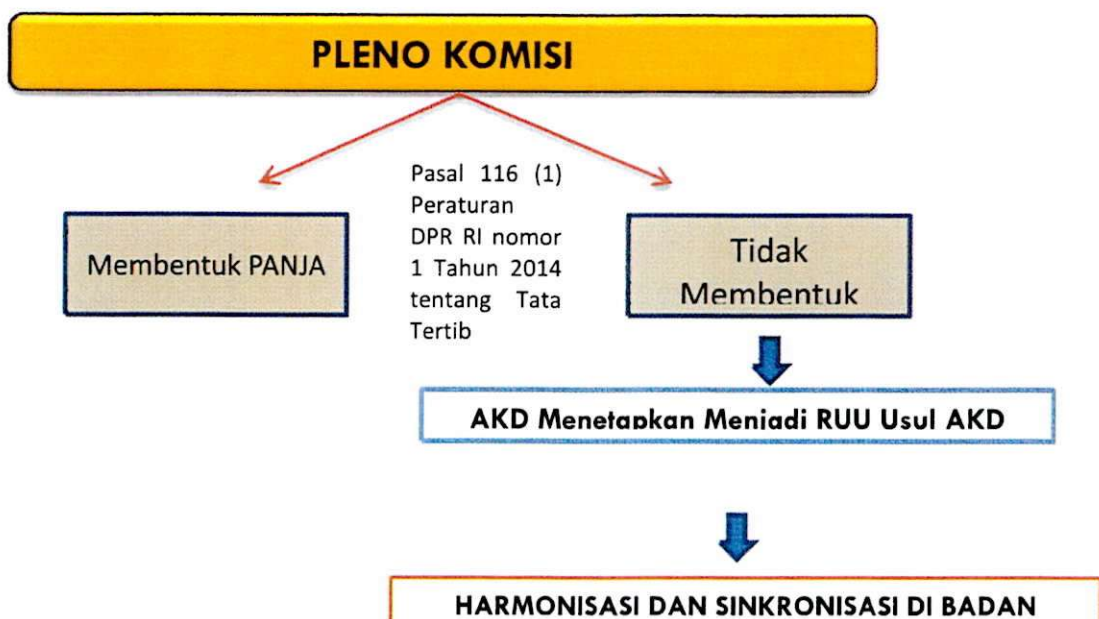 PLENO KOMISI
Membentuk PANJA
Pasal 116 (1)
Peraturan
DPR RI nomor
1 Tahun 2014
tentang Tata
Tertib
Tidak
Membentuk
AKD Menetapkan Menjadi RUU Usul AKD
HARMONISASI DAN SINKRONISASI DI BADAN